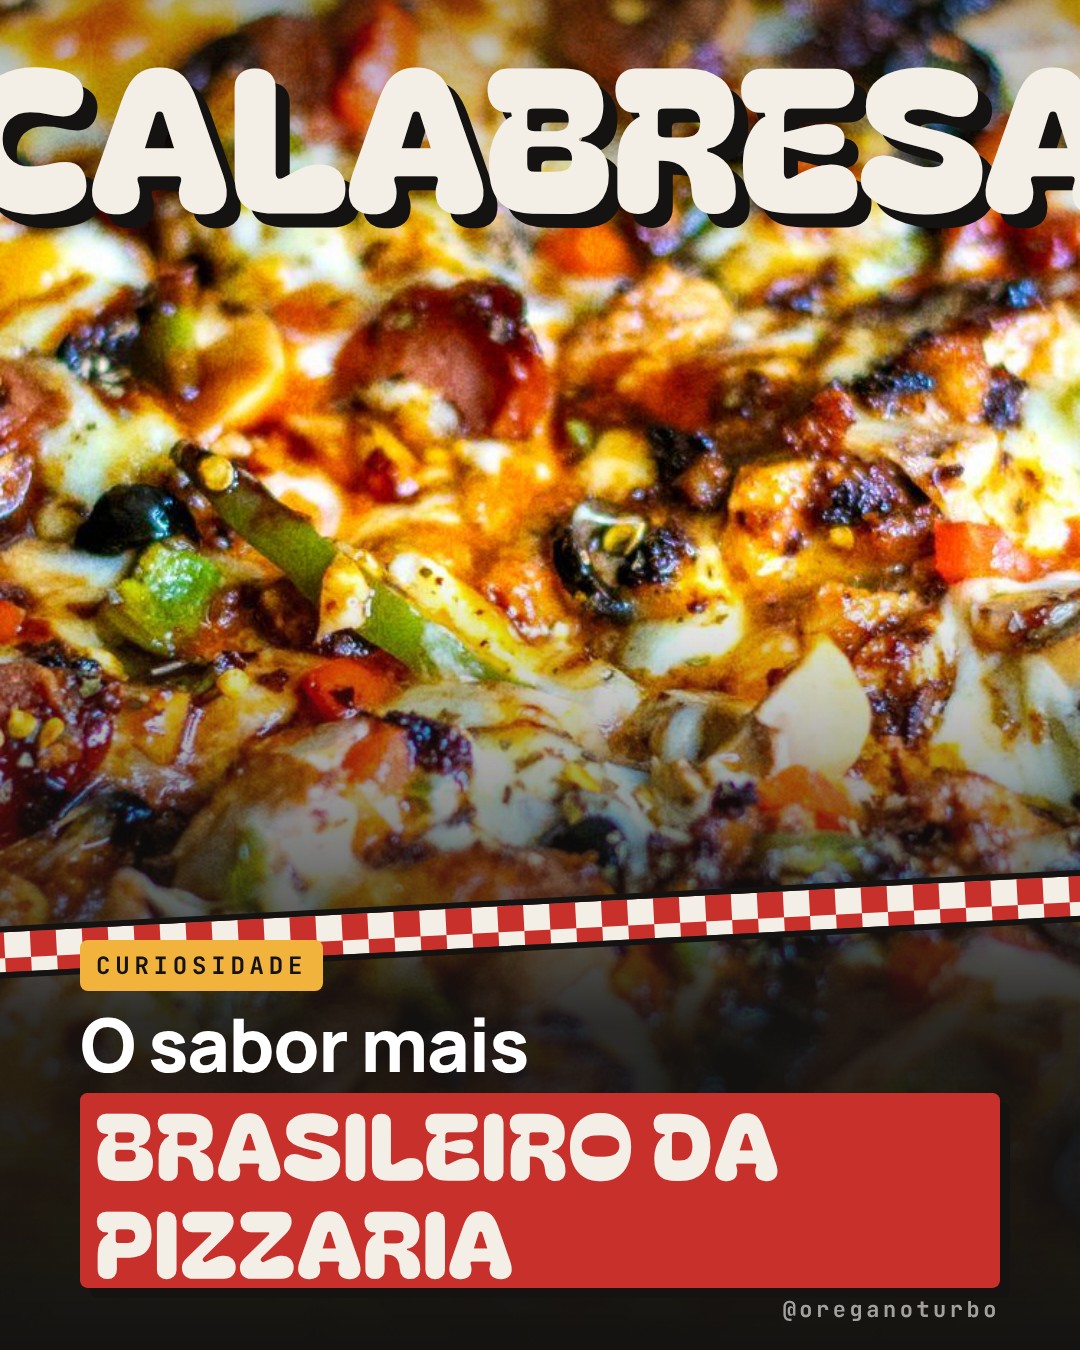 CALABRESA
CURIOSIDADE
O sabor mais
BRASILEIRO DA
PIZZARIA
@oreganoturbo